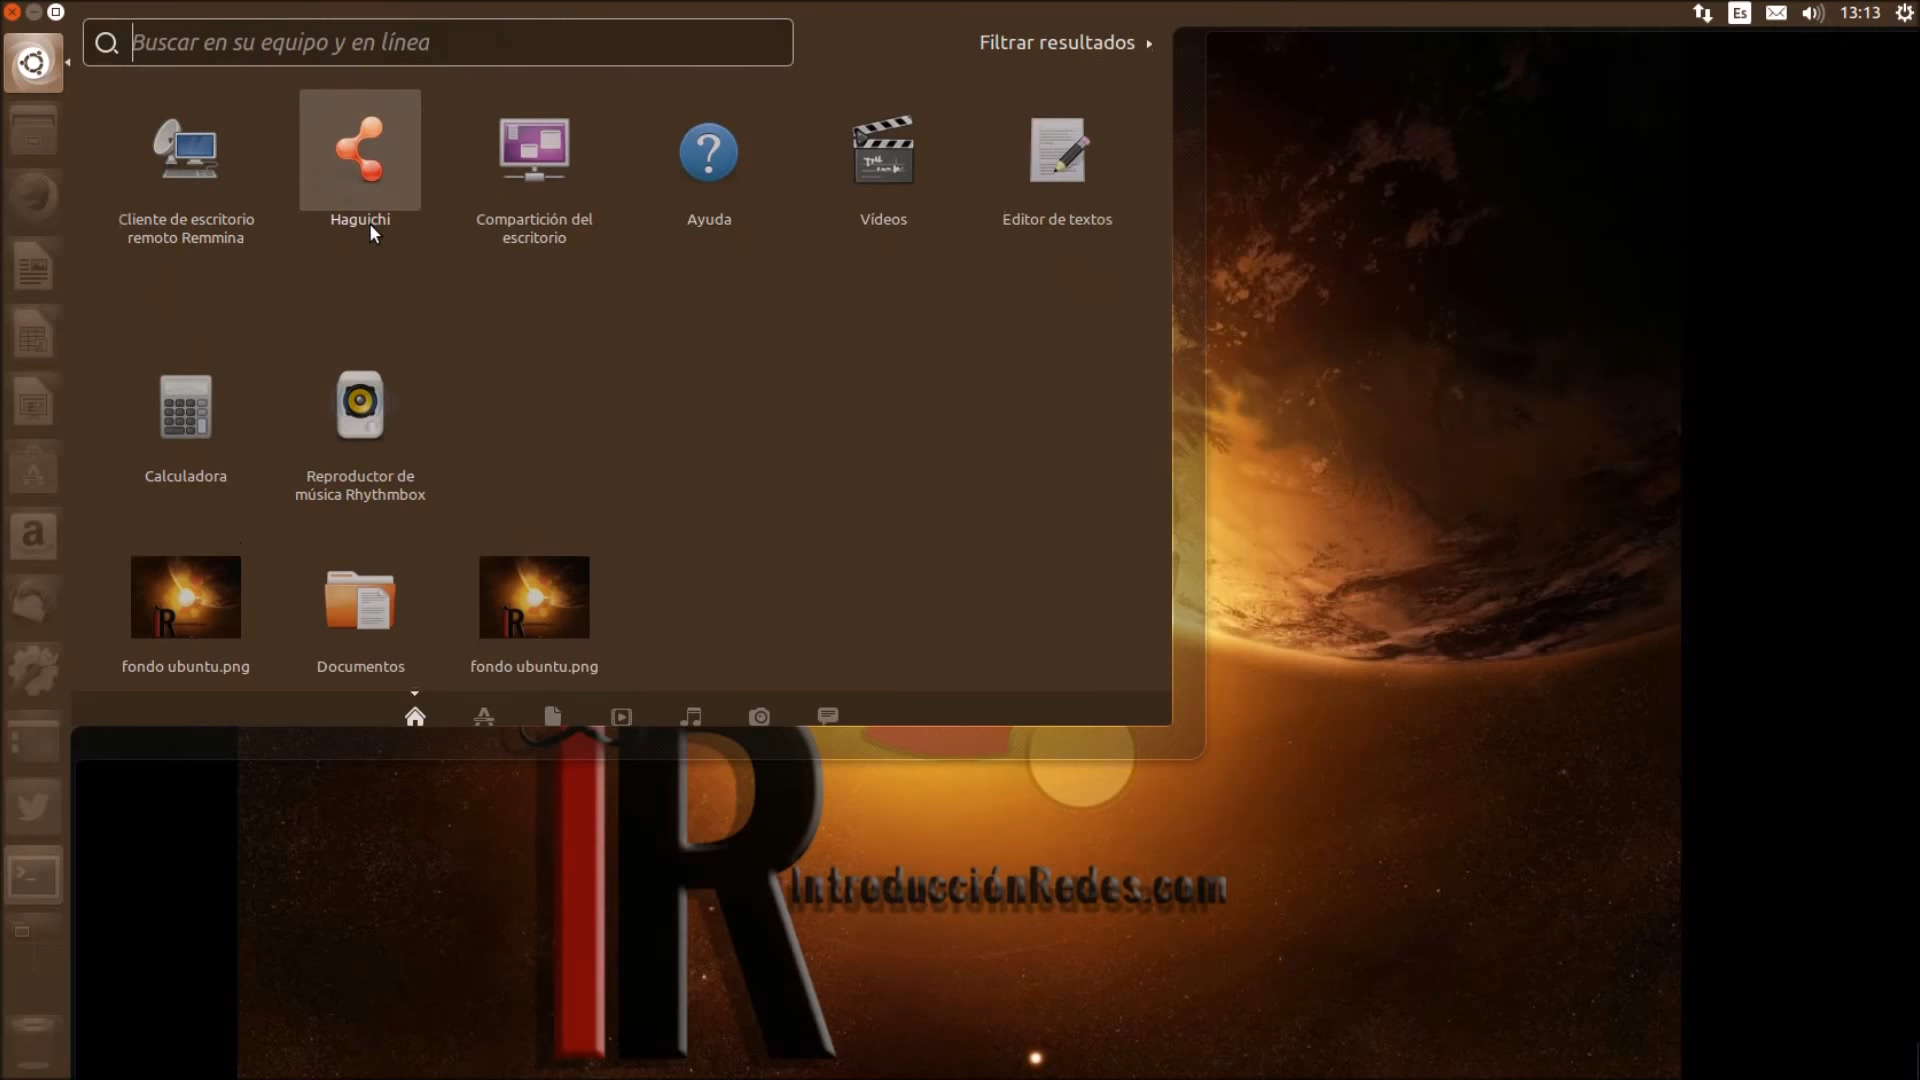 Es
13:13
Buscar en su equipo y en línea
Filtrar resultados
Cliente de escritorio
remoto Remmina
Haguichi
Compartición del
escritorio
Ayuda
Vídeos
Editor de textos
Calculadora
Reproductor de
música Rhythmbox
fondo ubuntu.png
Documentos
fondo ubuntu.png
IR
IntroducciónRedes.com